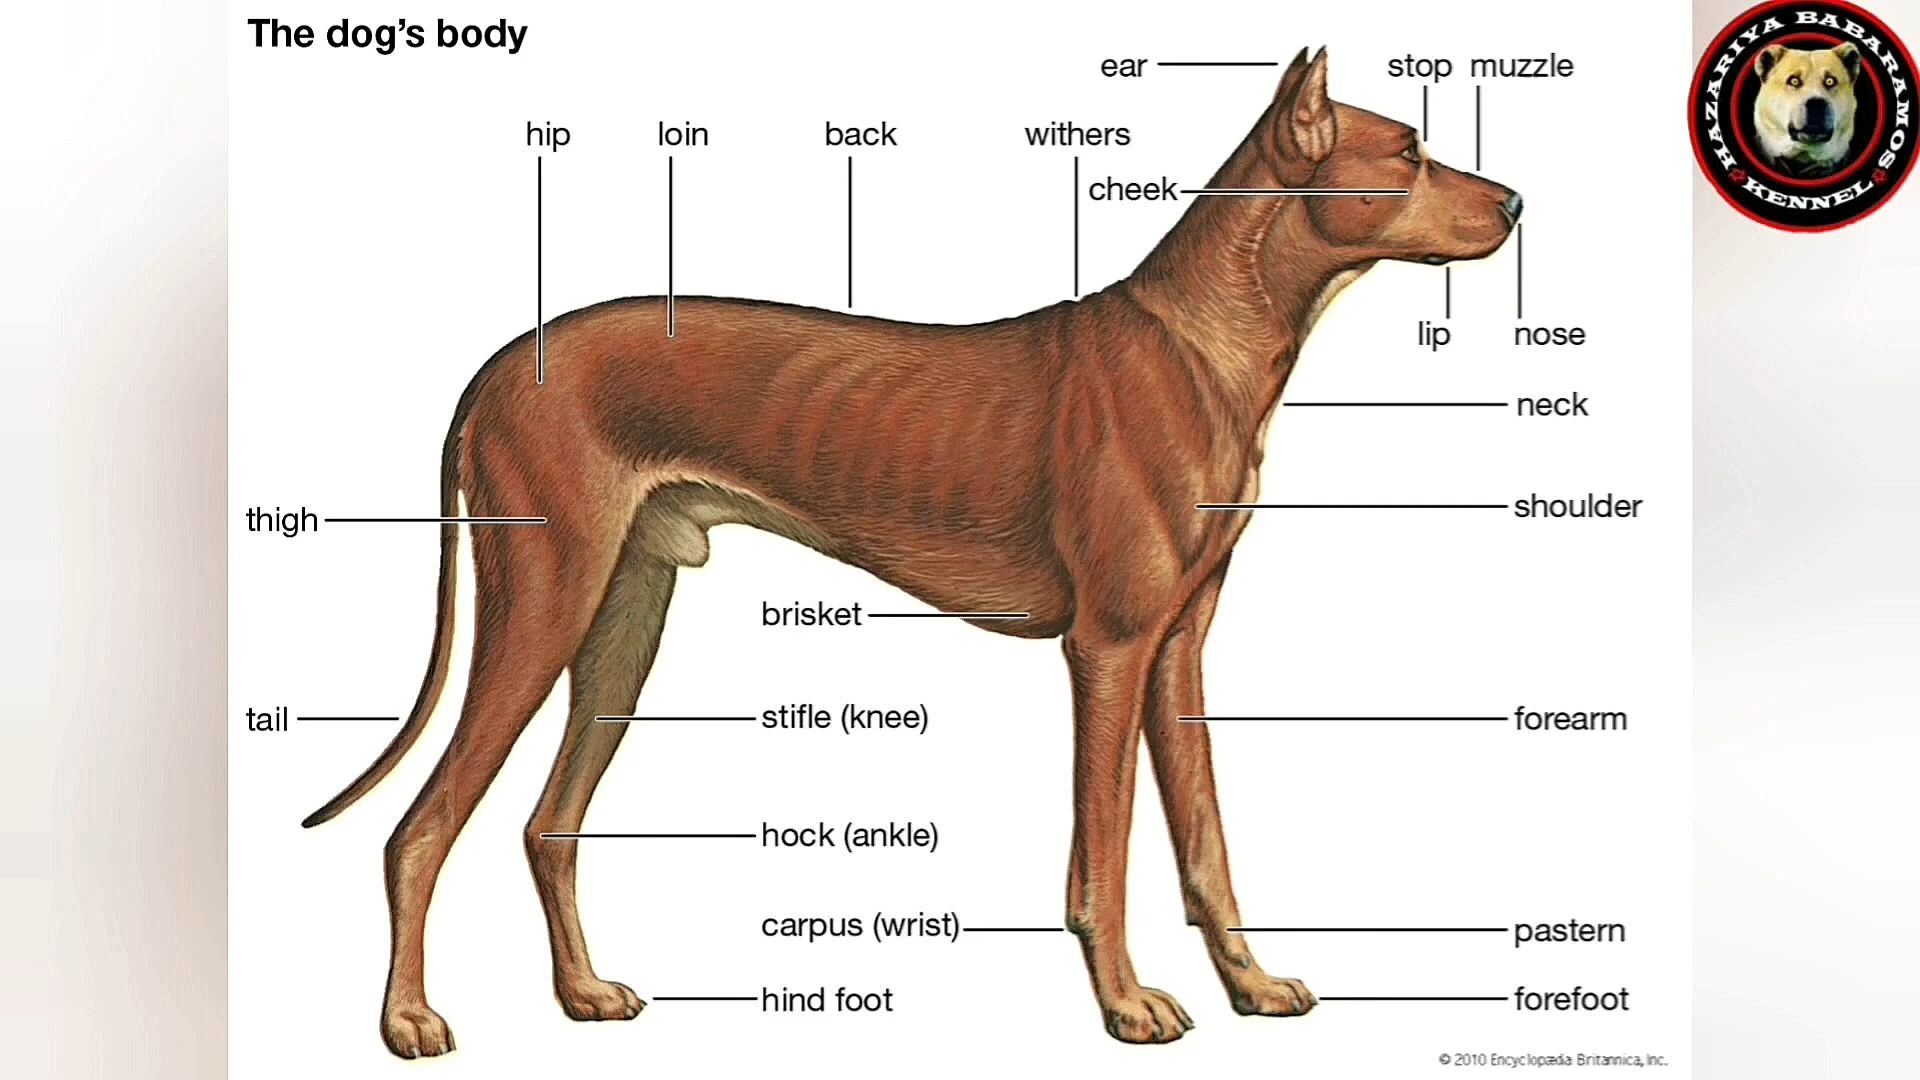 The dog's body
ear
stop
muzzle
hip
loin
back
withers
cheek
lip
nose
neck
thigh
shoulder
brisket
tail
stifle (knee)
forearm
hock (ankle)
carpus (wrist)
pastern
hind foot
forefoot
© 2010 Encyclopædia Britannica, Inc.
HAZARIYA BABARAMOS
KENNEL